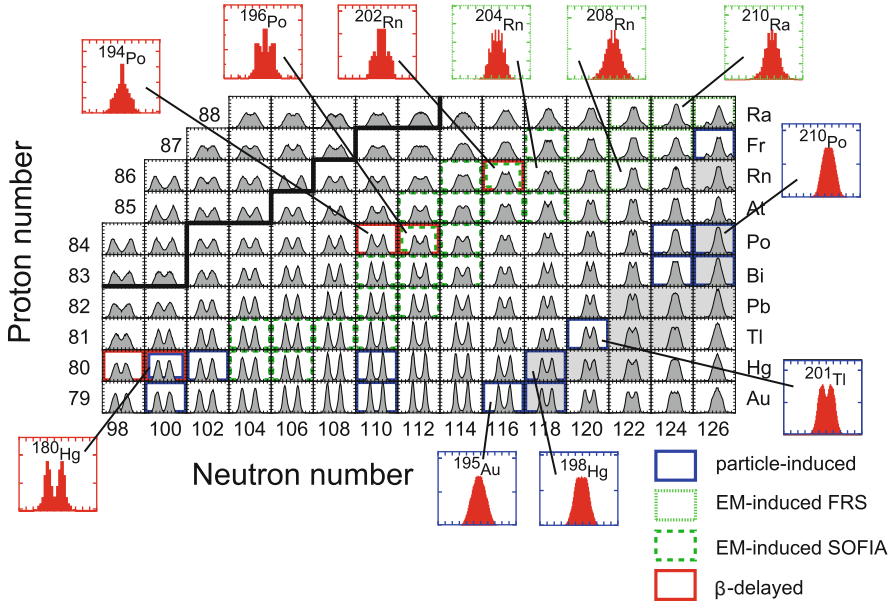 196Po
202Rn
204Rn
208Rn
210Ra
194Po
88
Ra
87
Fr
210Po
86
Rn
85
At
84
Po
83
Bi
82
Pb
81
Tl
80
Hg
79
Au
201Tl
98 100 102 104 106 108 110 112 114 116 118 120 122 124 126
Proton number
Neutron number
180Hg
195Au
198Hg
particle-induced
EM-induced FRS
EM-induced SOFIA
β-delayed